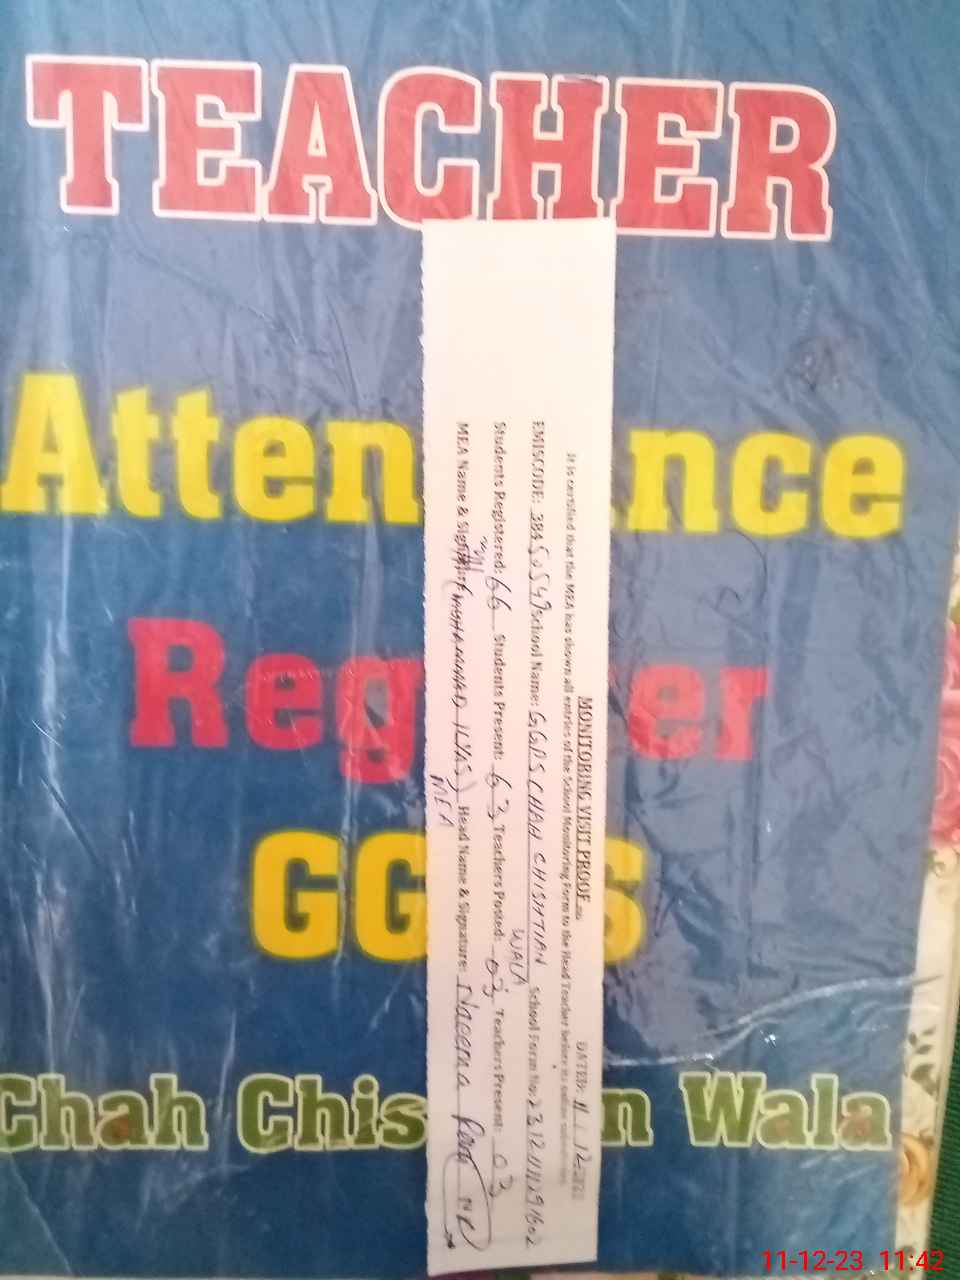 TEACHER
Atten nce
Reg er
GG S
Chah Chis n Wala
MONITORING VISIT PROOF
DATED: 11-12-2023
It is certified that the MEA has shown all entries of the School Monitoring Form to the Head Teacher before its online submission.
EMISCODE: 38450549 School Name: GGPS CHAH CHISHTIAN WALA School Form No.
Students Registered: 66 Students Present: 63 Teachers Posted: 03 Teachers Present: 03
MEA Name & Signature (MUHAMMAD ILYAS) MEA Head Name & Signature: Naeema
11-12-23 11:42